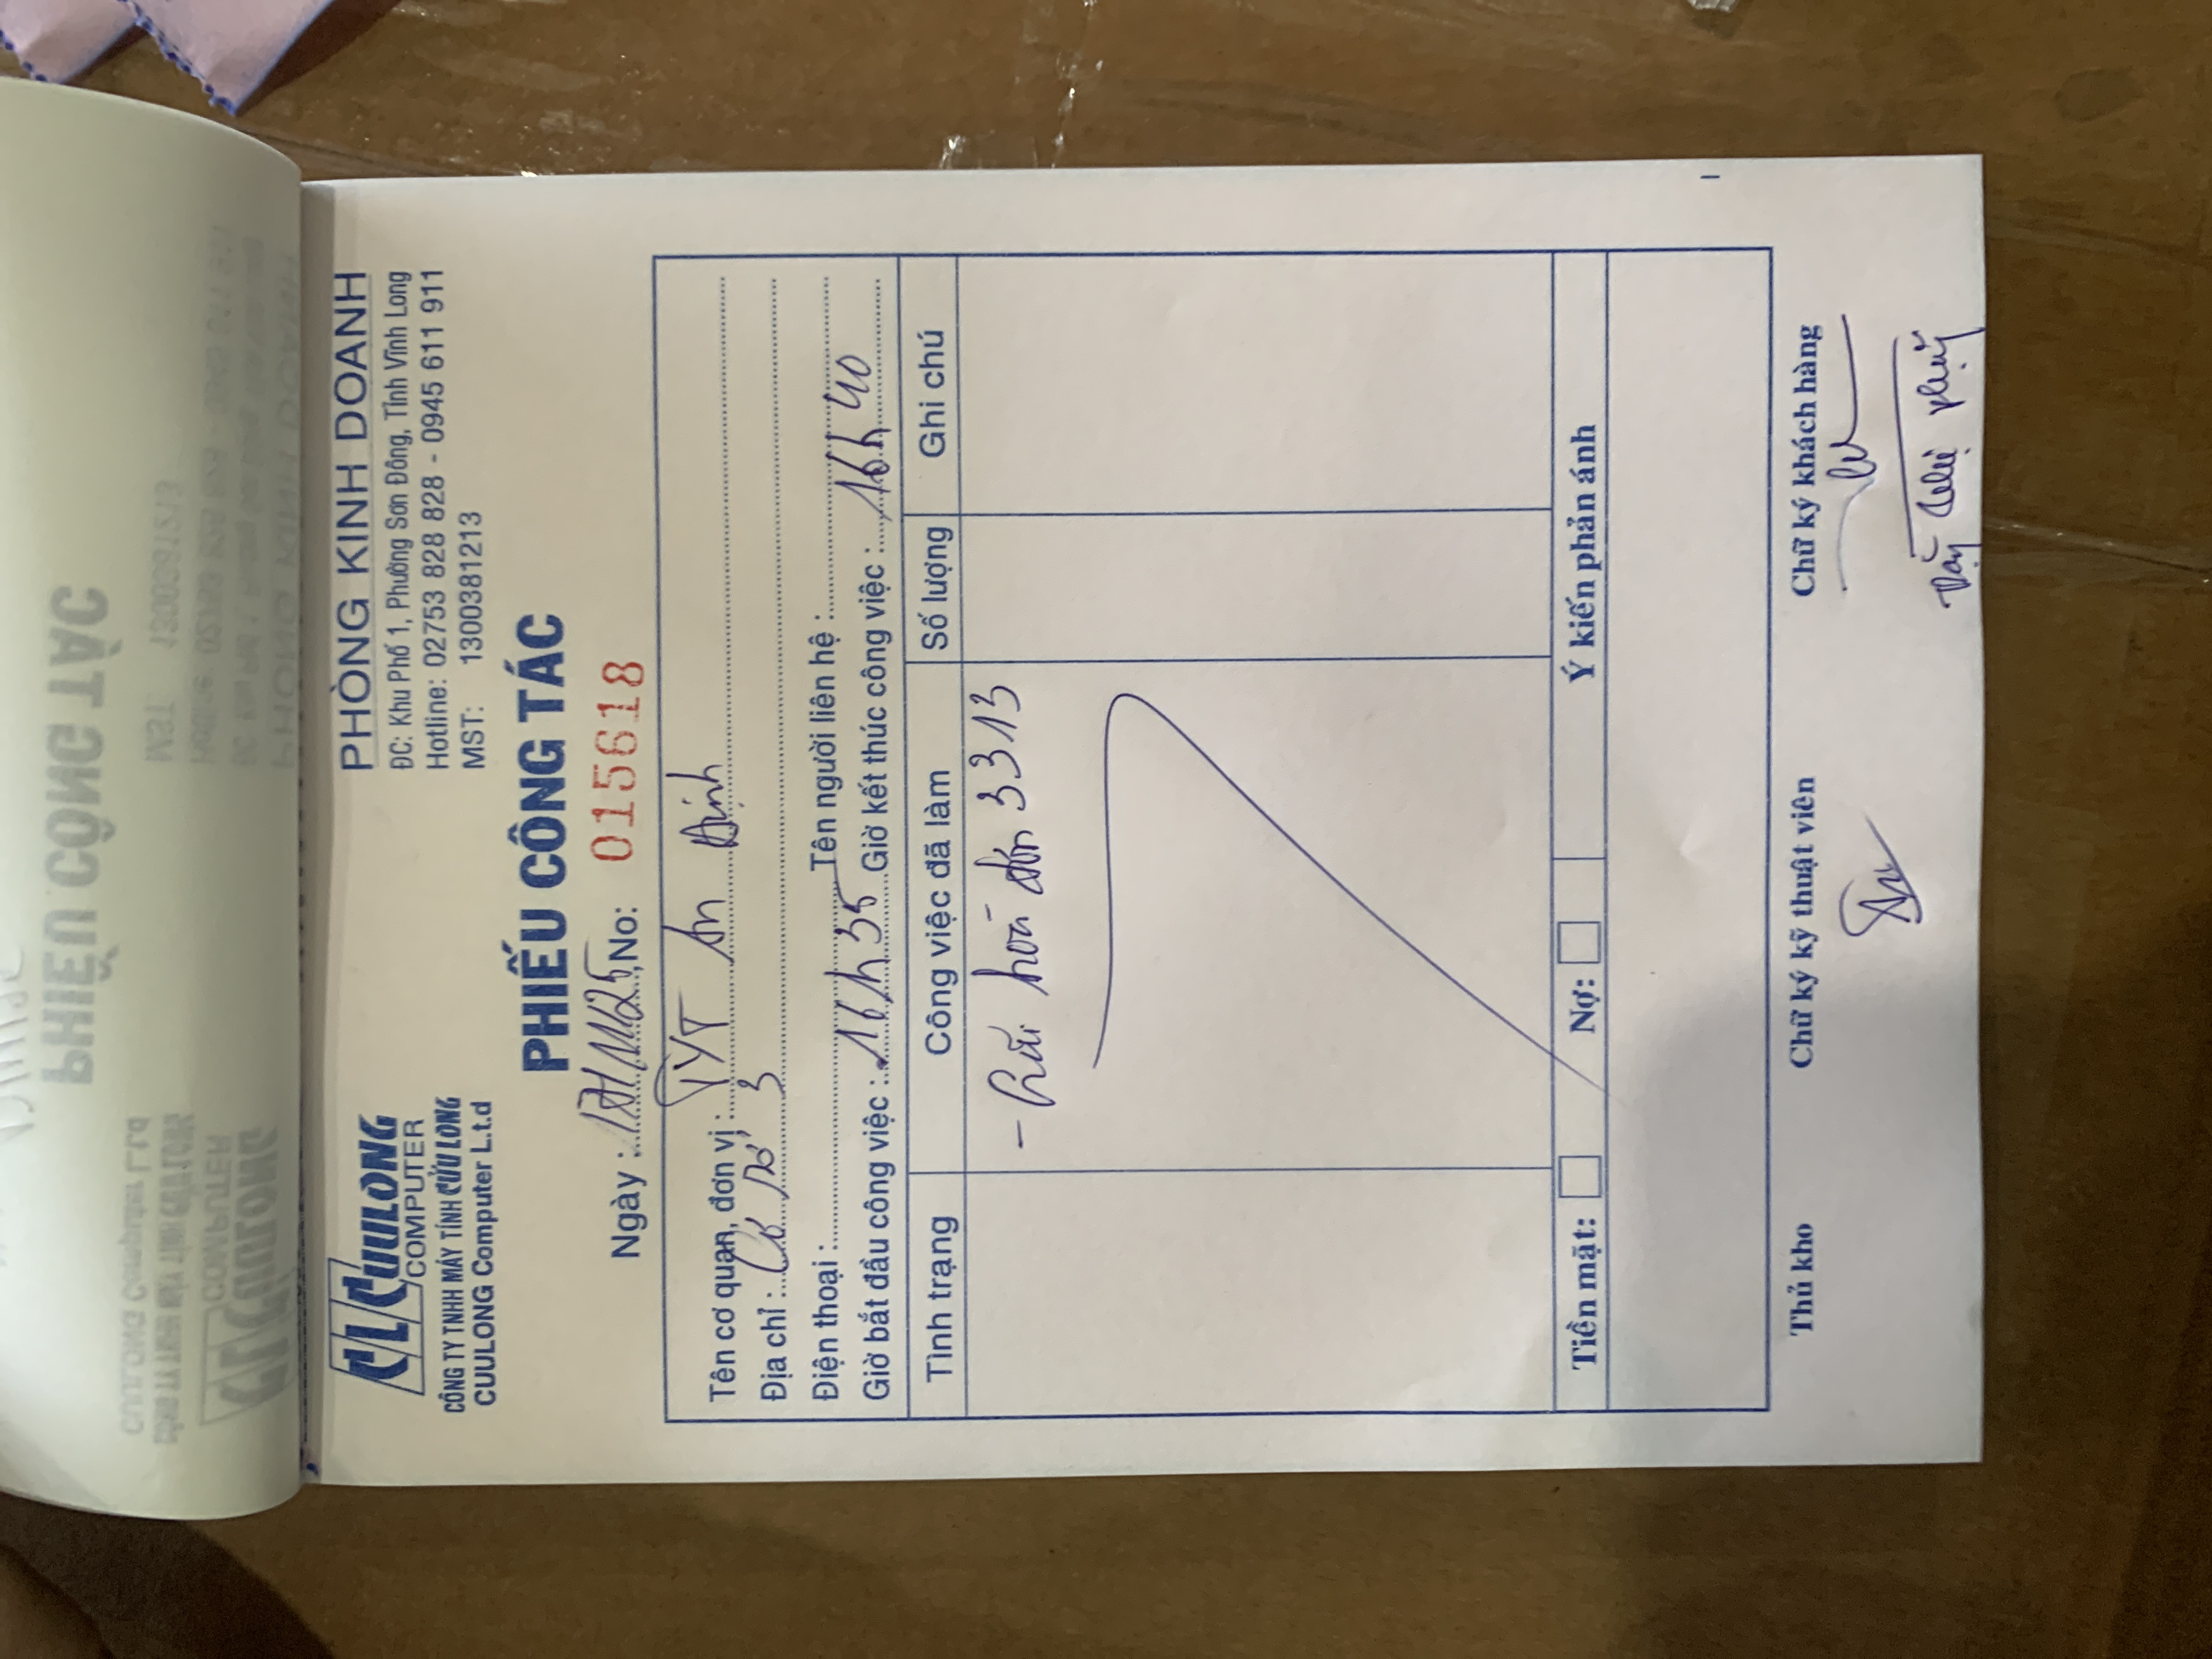 CL CUULONG
COMPUTER
CÔNG TY TNHH MÁY TÍNH CỬU LONG
CUULONG Computer L.t.d
PHÒNG KINH DOANH
ĐC: Khu Phố 1, Phường Sơn Đông, Tỉnh Vĩnh Long
Hotline: 02753 828 828 - 0945 611 911
MST: 1300381213
PHIẾU CÔNG TÁC
Ngày : No: 015618
Tên cơ quan, đơn vị : TYT An Định
Địa chỉ : Cơ Sở 3
Điện thoại : Tên người liên hệ :
Giờ bắt đầu công việc : 16h35 Giờ kết thúc công việc : 16h40
Tình trạng Công việc đã làm Số lượng Ghi chú
- hoá đơn 3313
Tiền mặt: Nợ: Ý kiến phản ánh
Thủ kho Chữ ký kỹ thuật viên Chữ ký khách hàng